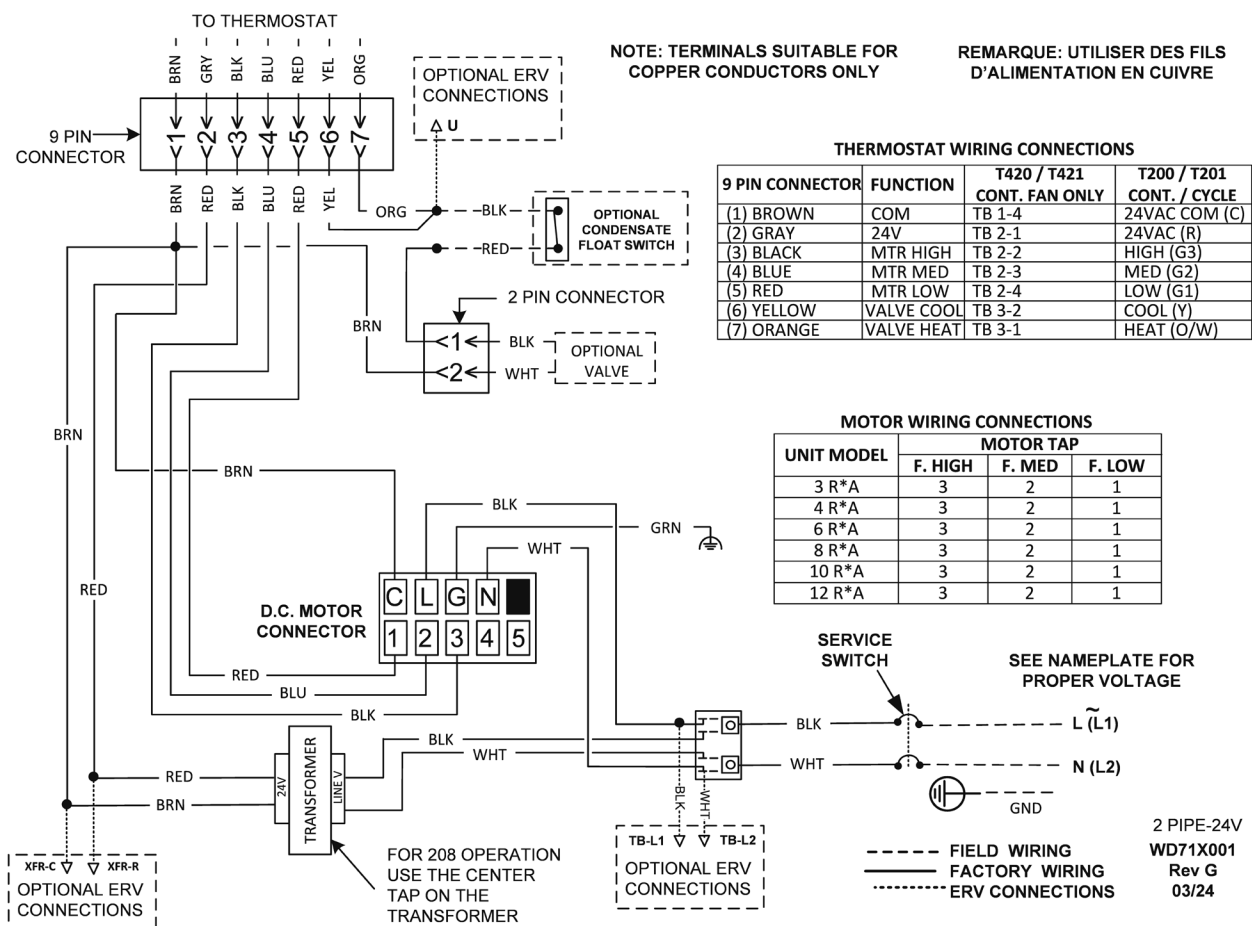 TO THERMOSTAT
BRN GRY BLK BLU RED YEL ORG
9 PIN
CONNECTOR
<1 <2 <3 <4 <5 <6 <7
BRN RED BLK BLU RED YEL
ORG
OPTIONAL ERV
CONNECTIONS
U
BLK
RED
OPTIONAL
CONDENSATE
FLOAT SWITCH
2 PIN CONNECTOR
BRN
<1
<2
BLK
WHT
OPTIONAL
VALVE
NOTE: TERMINALS SUITABLE FOR
COPPER CONDUCTORS ONLY
REMARQUE: UTILISER DES FILS
D'ALIMENTATION EN CUIVRE
THERMOSTAT WIRING CONNECTIONS
9 PIN CONNECTOR FUNCTION T420 / T421 CONT. FAN ONLY T200 / T201 CONT. / CYCLE
(1) BROWN COM TB 1-4 24VAC COM (C)
(2) GRAY 24V TB 2-1 24VAC (R)
(3) BLACK MTR HIGH TB 2-2 HIGH (G3)
(4) BLUE MTR MED TB 2-3 MED (G2)
(5) RED MTR LOW TB 2-4 LOW (G1)
(6) YELLOW VALVE COOL TB 3-2 COOL (Y)
(7) ORANGE VALVE HEAT TB 3-1 HEAT (O/W)
MOTOR WIRING CONNECTIONS
UNIT MODEL MOTOR TAP
F. HIGH F. MED F. LOW
3 R*A 3 2 1
4 R*A 3 2 1
6 R*A 3 2 1
8 R*A 3 2 1
10 R*A 3 2 1
12 R*A 3 2 1
BRN
BRN
RED
BLK
GRN
WHT
D.C. MOTOR
CONNECTOR
C L G N
1 2 3 4 5
RED
BLU
BLK
BLK
WHT
RED
BRN
24V
TRANSFORMER
LINE V
XFR-C XFR-R
OPTIONAL ERV
CONNECTIONS
FOR 208 OPERATION
USE THE CENTER
TAP ON THE
TRANSFORMER
BLK WHT
TB-L1 TB-L2
OPTIONAL ERV
CONNECTIONS
SERVICE
SWITCH
SEE NAMEPLATE FOR
PROPER VOLTAGE
BLK
L (L1)
~
WHT
N (L2)
GND
FIELD WIRING
FACTORY WIRING
ERV CONNECTIONS
2 PIPE-24V
WD71X001
Rev G
03/24